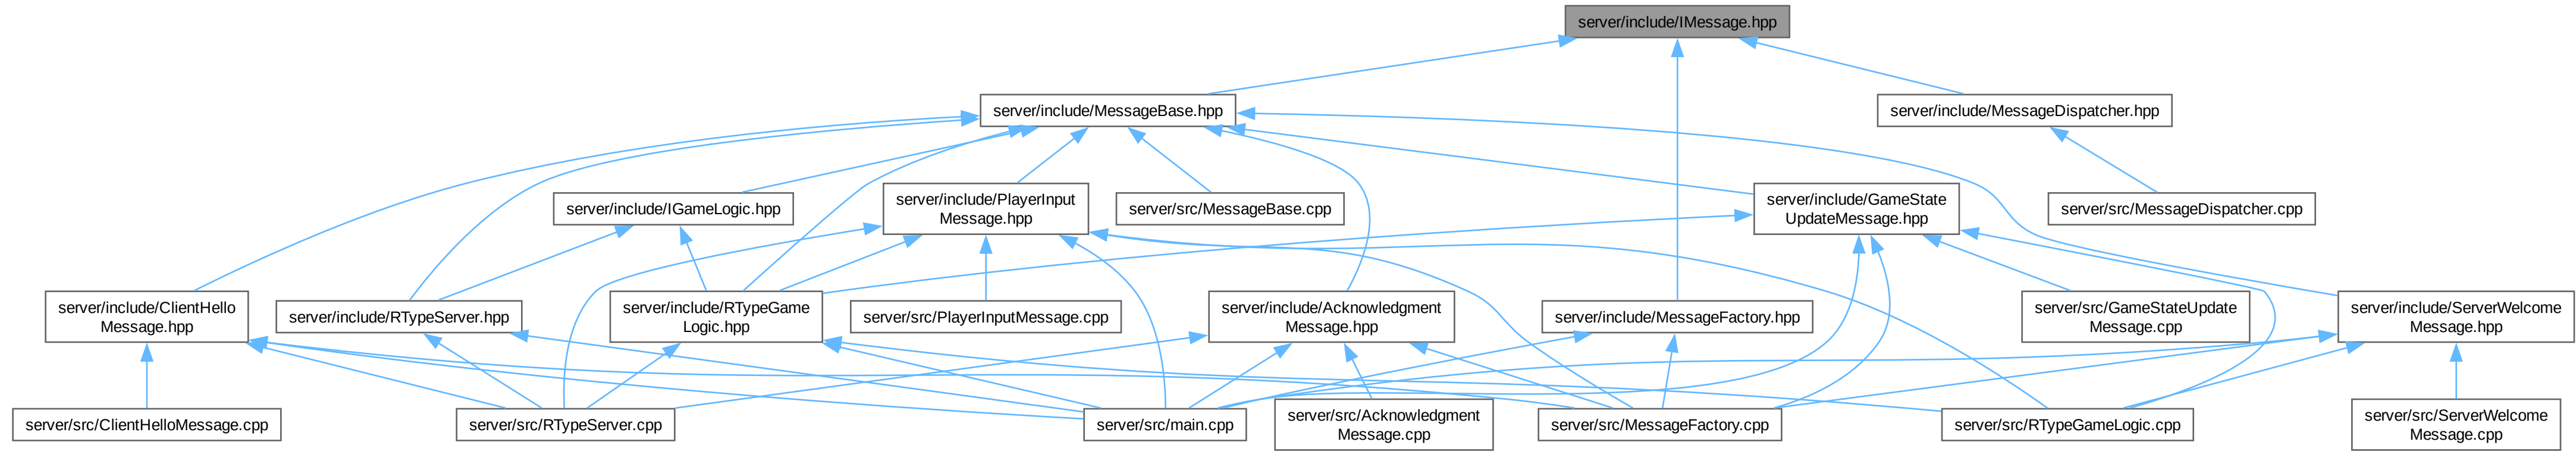 server/include/IMessage.hpp
server/include/MessageBase.hpp
server/include/MessageDispatcher.hpp
server/include/IGameLogic.hpp
server/include/PlayerInput
Message.hpp
server/src/MessageBase.cpp
server/include/GameState
UpdateMessage.hpp
server/src/MessageDispatcher.cpp
server/include/ClientHello
Message.hpp
server/include/RTypeServer.hpp
server/include/RTypeGame
Logic.hpp
server/src/PlayerInputMessage.cpp
server/include/Acknowledgment
Message.hpp
server/include/MessageFactory.hpp
server/src/GameStateUpdate
Message.cpp
server/include/ServerWelcome
Message.hpp
server/src/ClientHelloMessage.cpp
server/src/RTypeServer.cpp
server/src/main.cpp
server/src/Acknowledgment
Message.cpp
server/src/MessageFactory.cpp
server/src/RTypeGameLogic.cpp
server/src/ServerWelcome
Message.cpp